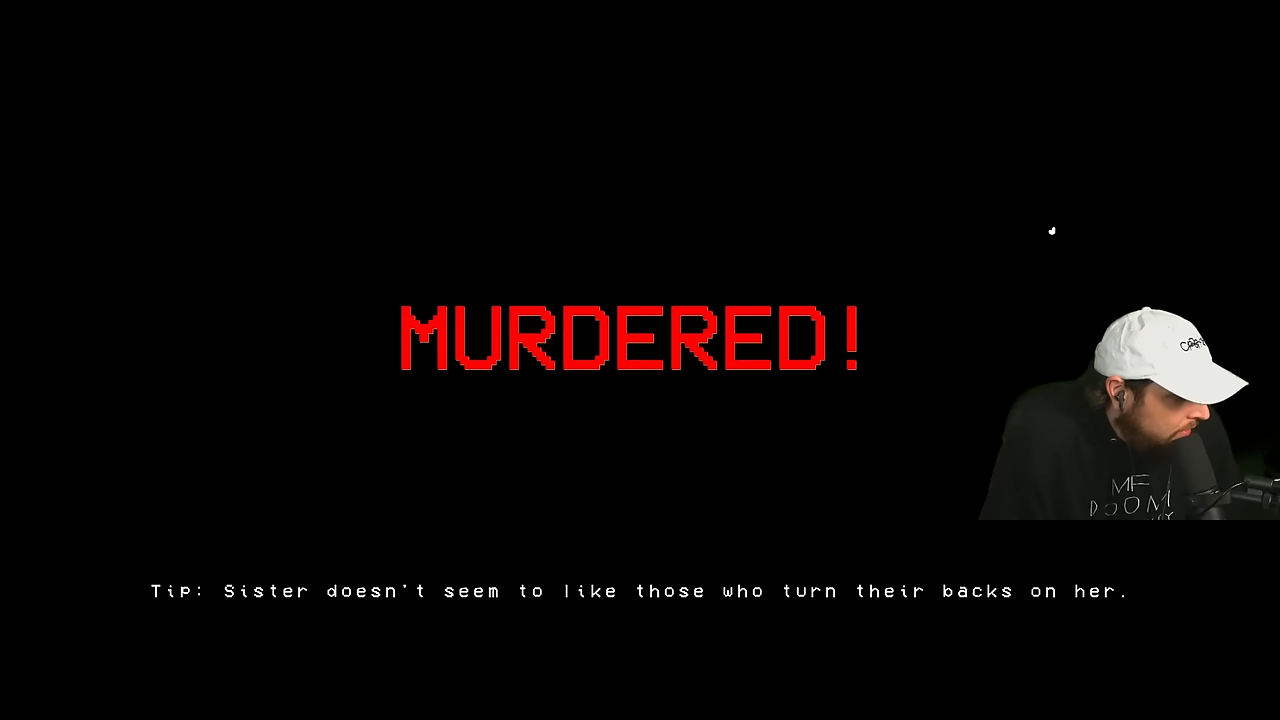 MURDERED!
MF
DOOM
Tip: Sister doesn't seem to like those who turn their backs on her.